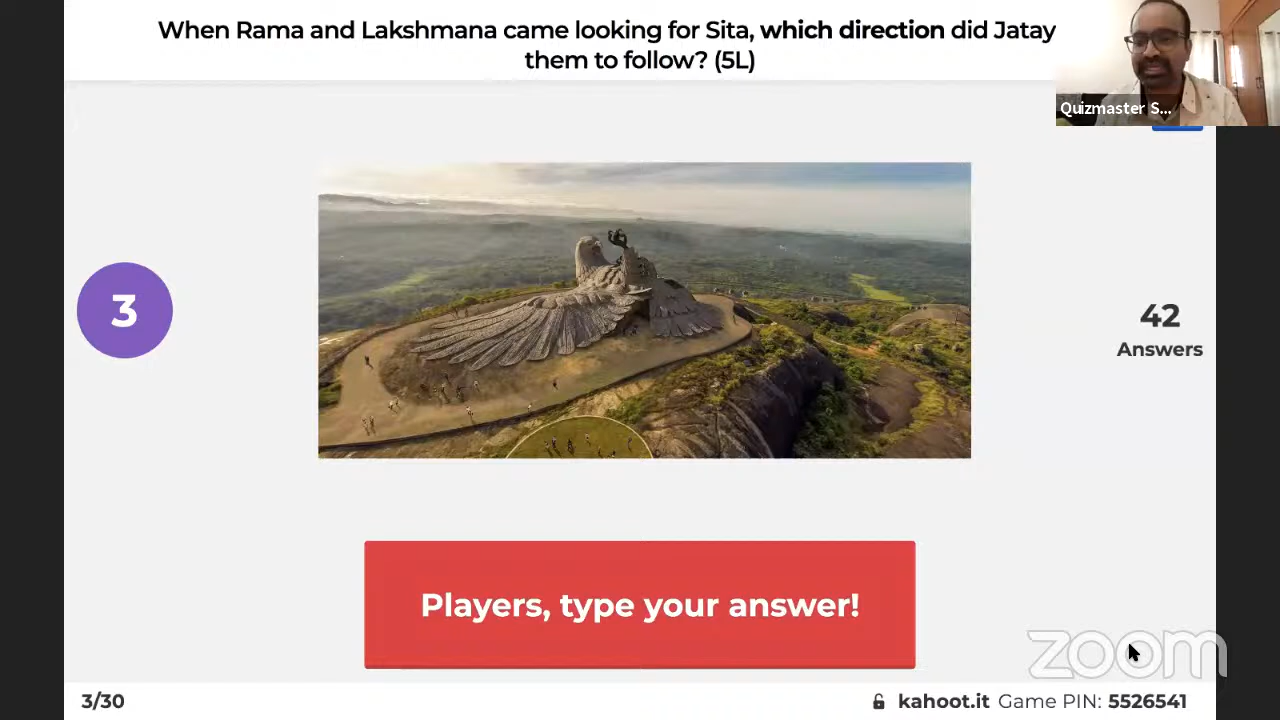 When Rama and Lakshmana came looking for Sita, which direction did Jatay
them to follow? (5L)
Quizmaster S...
3
42
Answers
Players, type your answer!
zoom
3/30
kahoot.it Game PIN: 5526541